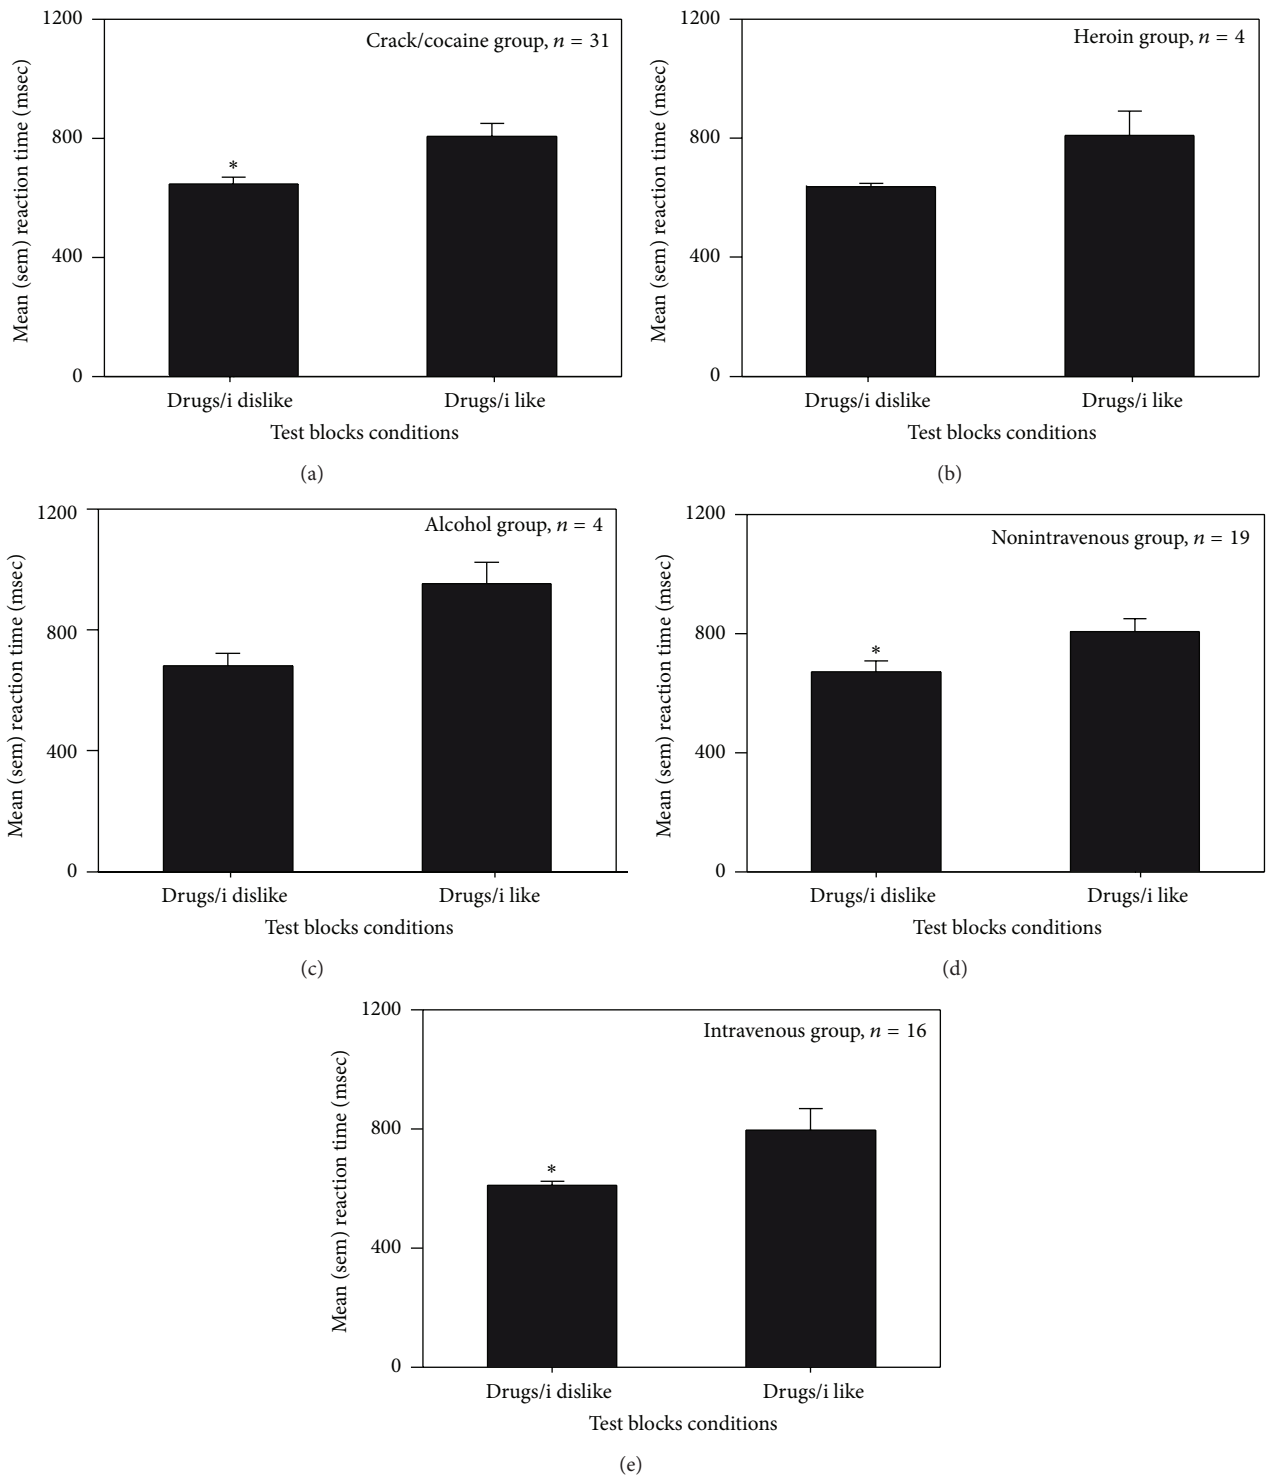 1200
Crack/cocaine group, n = 31
800
*
400
0
Mean (sem) reaction time (msec)
Drugs/i dislike
Drugs/i like
Test blocks conditions
(a)
1200
Heroin group, n = 4
800
400
0
Mean (sem) reaction time (msec)
Drugs/i dislike
Drugs/i like
Test blocks conditions
(b)
1200
Alcohol group, n = 4
800
400
0
Mean (sem) reaction time (msec)
Drugs/i dislike
Drugs/i like
Test blocks conditions
(c)
1200
Nonintravenous group, n = 19
800
*
400
0
Mean (sem) reaction time (msec)
Drugs/i dislike
Drugs/i like
Test blocks conditions
(d)
1200
Intravenous group, n = 16
800
*
400
0
Mean (sem) reaction time (msec)
Drugs/i dislike
Drugs/i like
Test blocks conditions
(e)